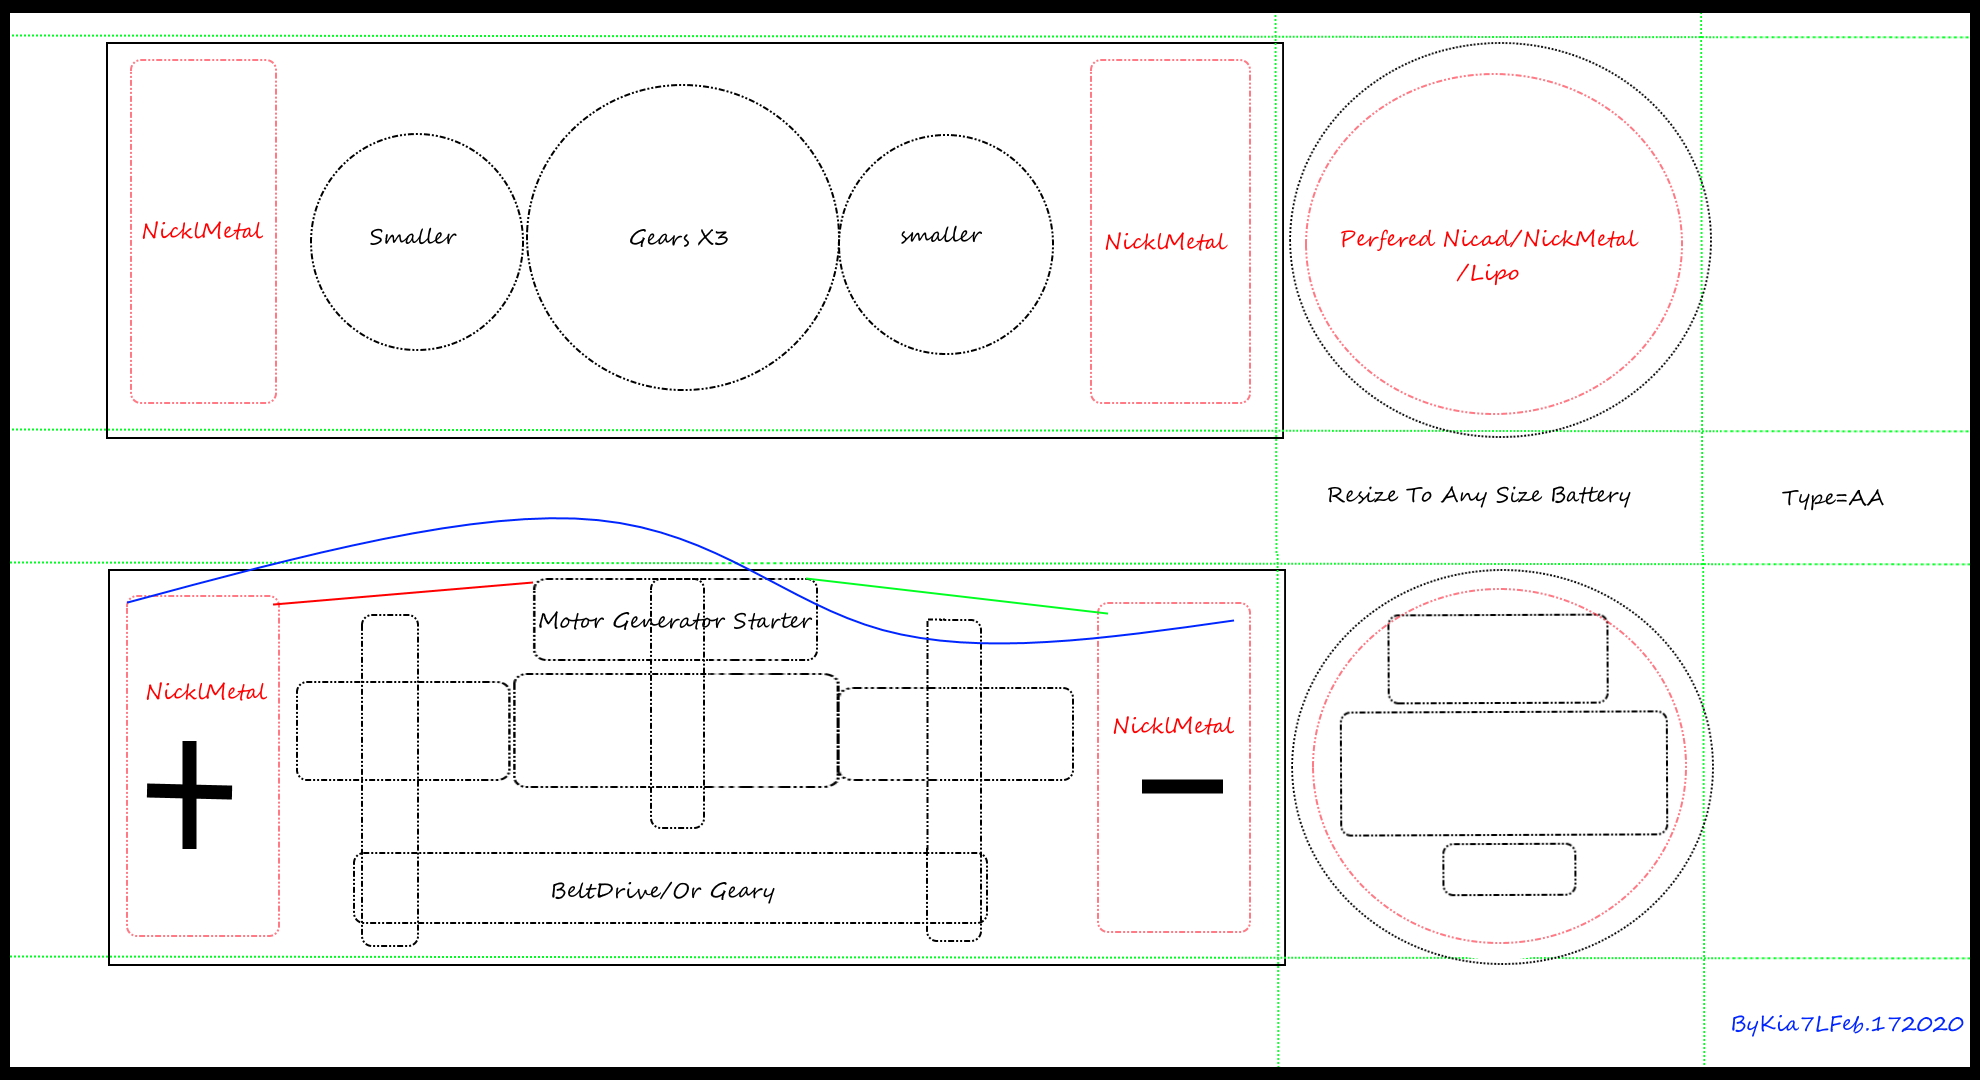 NicklMetal
Smaller
Gears X3
smaller
NicklMetal
Perfered Nicad/NickMetal
/Lipo
Resize To Any Size Battery
Type=AA
Motor Generator Starter
NicklMetal
NicklMetal
+
-
BeltDrive/Or Geary
ByKia7LFeb.172020